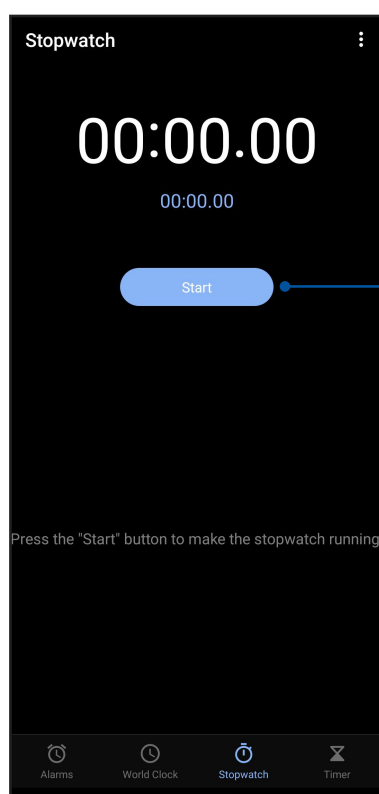 Stopwatch
00:00.00
00:00.00
Start
Press the "Start" button to make the stopwatch running
Alarms World Clock Stopwatch Timer